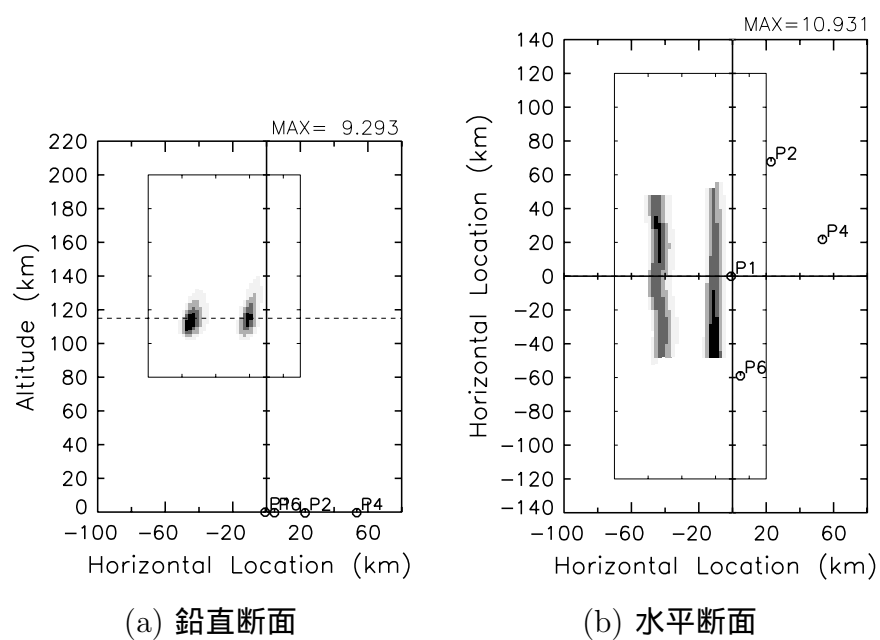 MAX= 9.293
220
200
180
160
140
120
100
80
60
40
20
0
Altitude (km)
P1
P6
P2
P4
-100 -60 -20 20 60
Horizontal Location (km)
(a) 鉛直断面
MAX=10.931
140
120
100
80
60
40
20
0
-20
-40
-60
-80
-100
-120
-140
Horizontal Location (km)
P2
P4
P1
P6
-100 -60 -20 20 60
Horizontal Location (km)
(b) 水平断面